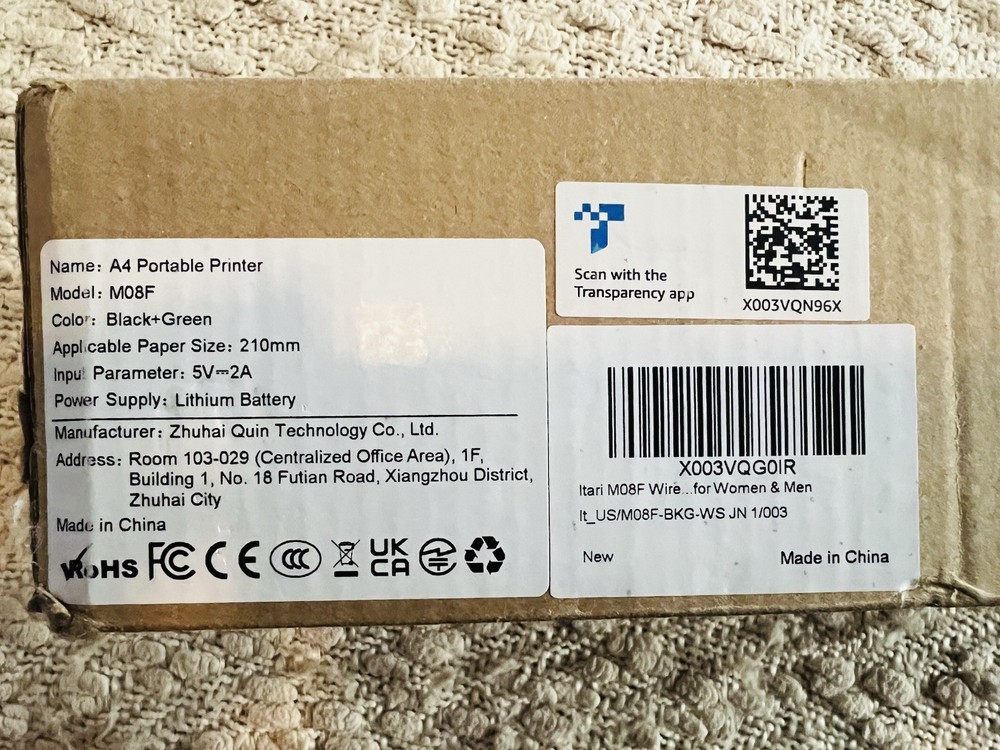 Name: A4 Portable Printer
Model: M08F
Color: Black+Green
Applicable Paper Size: 210mm
Input Parameter: 5V⎓2A
Power Supply: Lithium Battery
Manufacturer: Zhuhai Quin Technology Co., Ltd.
Address: Room 103-029 (Centralized Office Area), 1F,
Building 1, No. 18 Futian Road, Xiangzhou District,
Zhuhai City
Made in China
RoHS FC CE CCC UK
CA
Scan with the
Transparency app
X003VQN96X
X003VQG0IR
Itari M08F Wire...for Women & Men
It_US/M08F-BKG-WS JN 1/003
New
Made in China